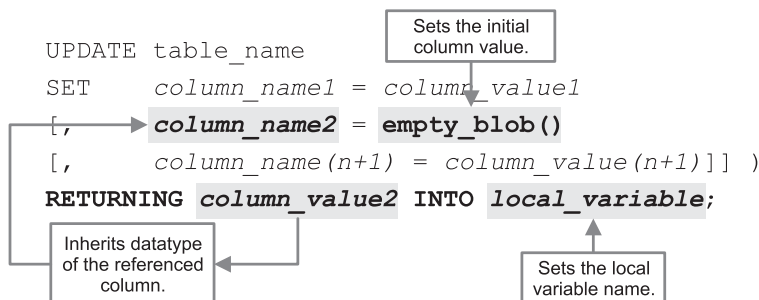 Sets the initial
column value.
UPDATE table_name
SET column_name1 = column_value1
[, column_name2 = empty_blob()
[, column_name(n+1) = column_value(n+1)]] )
RETURNING column_value2 INTO local_variable;
Inherits datatype
of the referenced
column.
Sets the local
variable name.